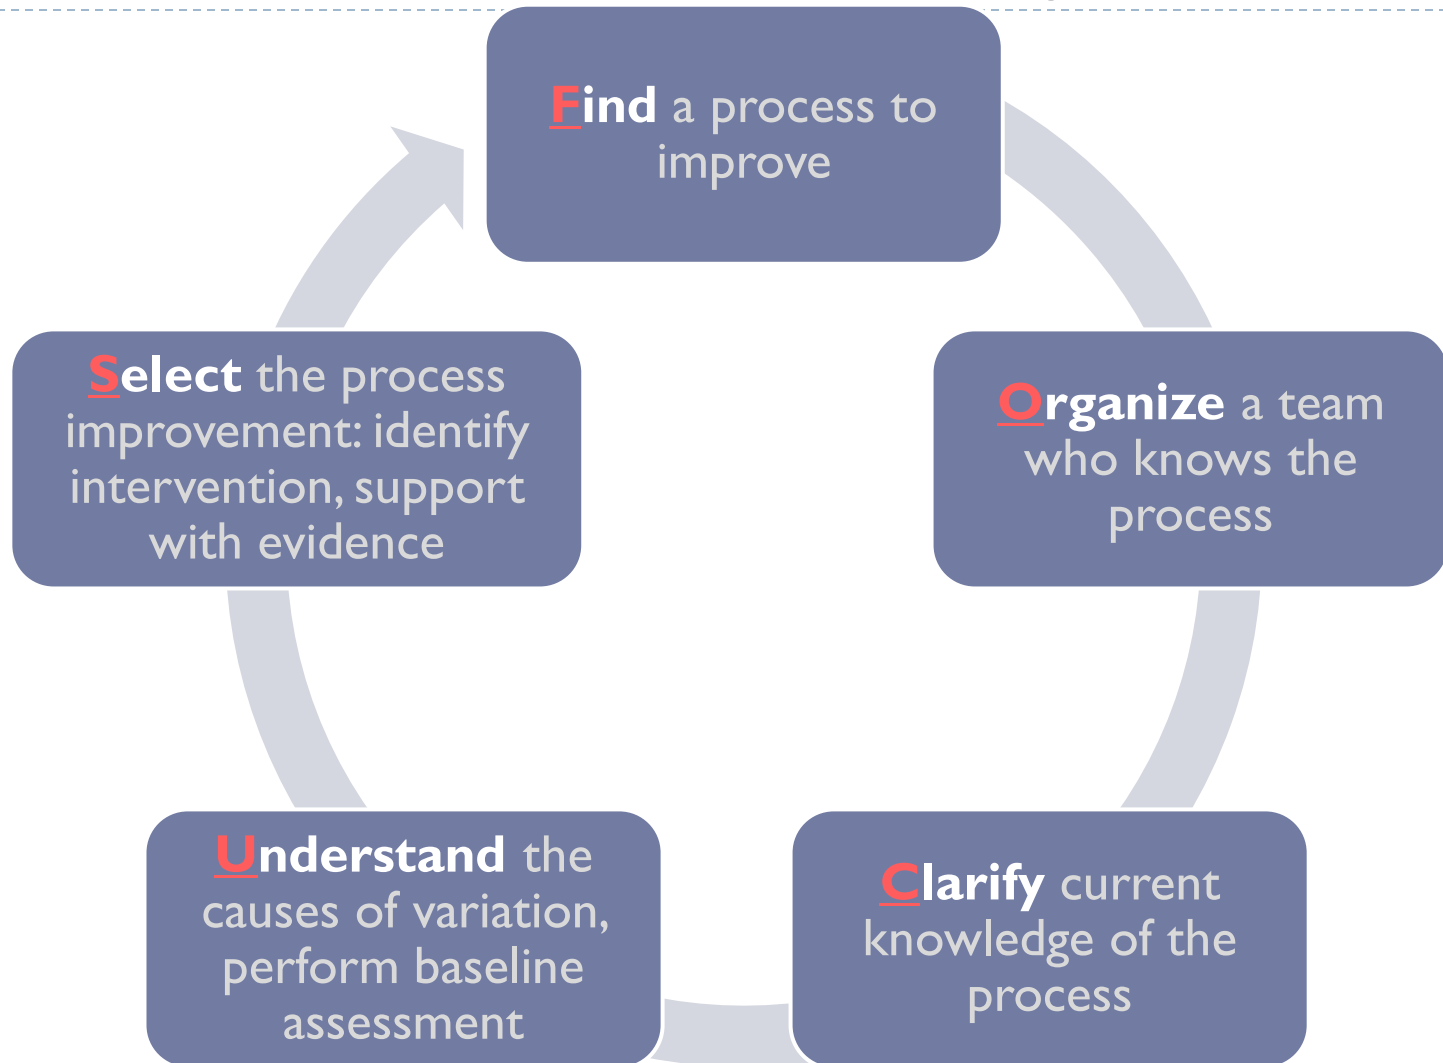 Find a process to
improve
Organize a team
who knows the
process
Clarify current
knowledge of the
process
Understand the
causes of variation,
perform baseline
assessment
Select the process
improvement: identify
intervention, support
with evidence